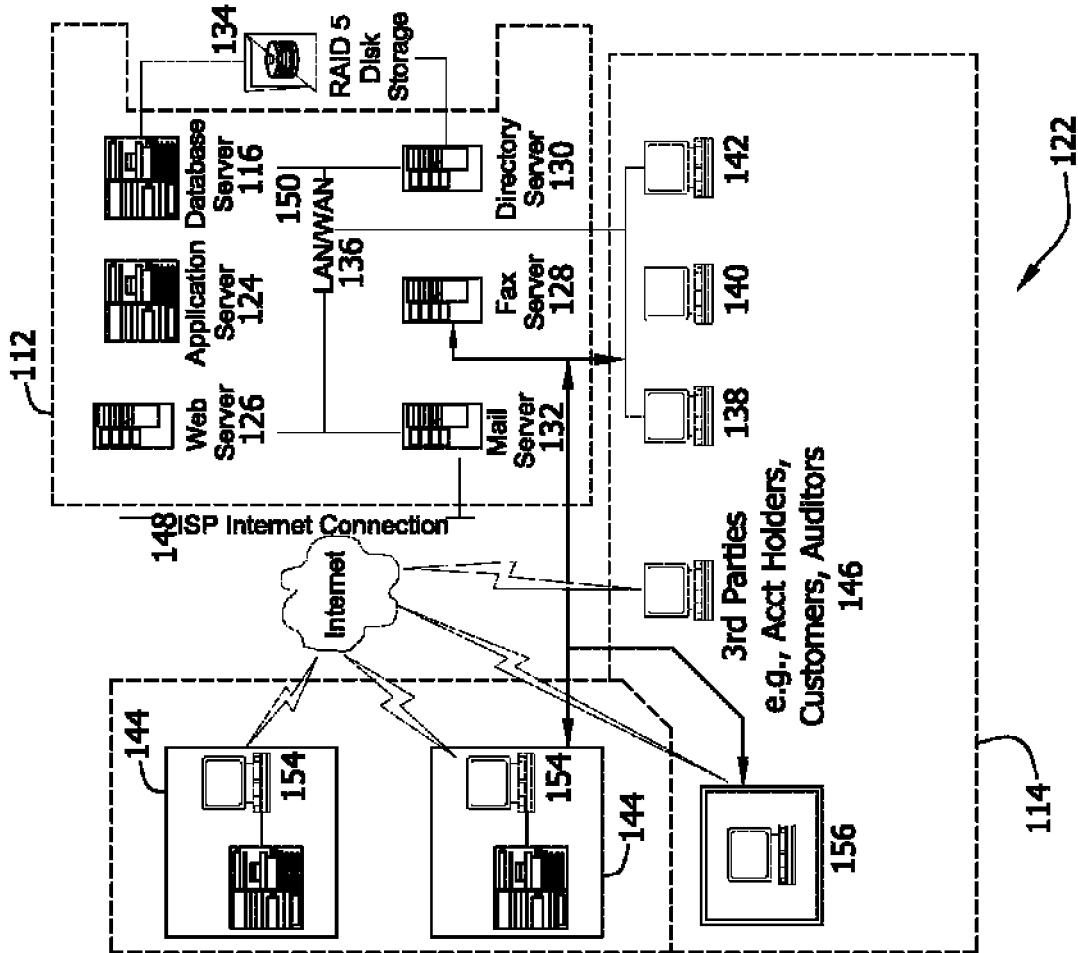 112
144
148
ISP Internet Connection
Web
Server
126
Application
Server
124
Database
Server
116
134
RAID 5
Disk
Storage
154
154
150
LAN/WAN
136
Internet
Mail
Server
132
Fax
Server
128
Directory
Server
130
144
3rd Parties
e.g., Acct Holders,
Customers, Auditors
146
138
140
142
156
114
122